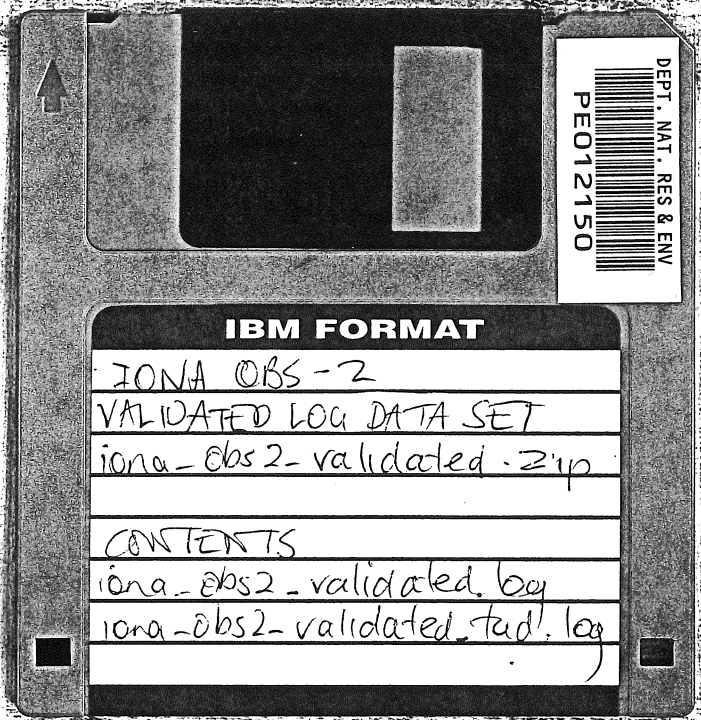 DEPT. NAT. RES & ENV
PE012150
IBM FORMAT
IONA OBS-2
VALIDATED LOG DATA SET
iona_obs2_validated.zip
CONTENTS
iona_obs2_validated.log
iona_obs2_validated_tvd.log